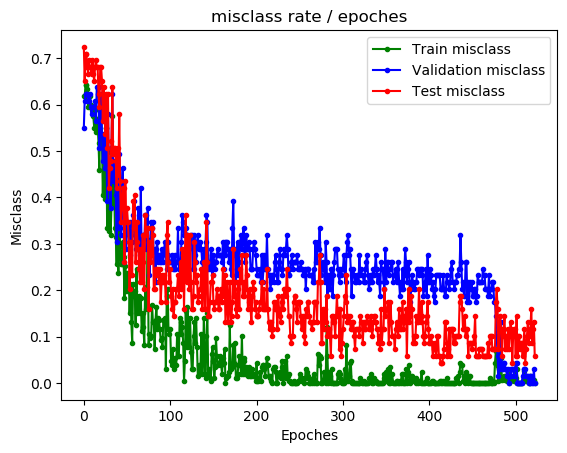 misclass rate / epoches
Train misclass
Validation misclass
Test misclass
0.7
0.6
0.5
0.4
0.3
0.2
0.1
0.0
Misclass
0 100 200 300 400 500
Epoches